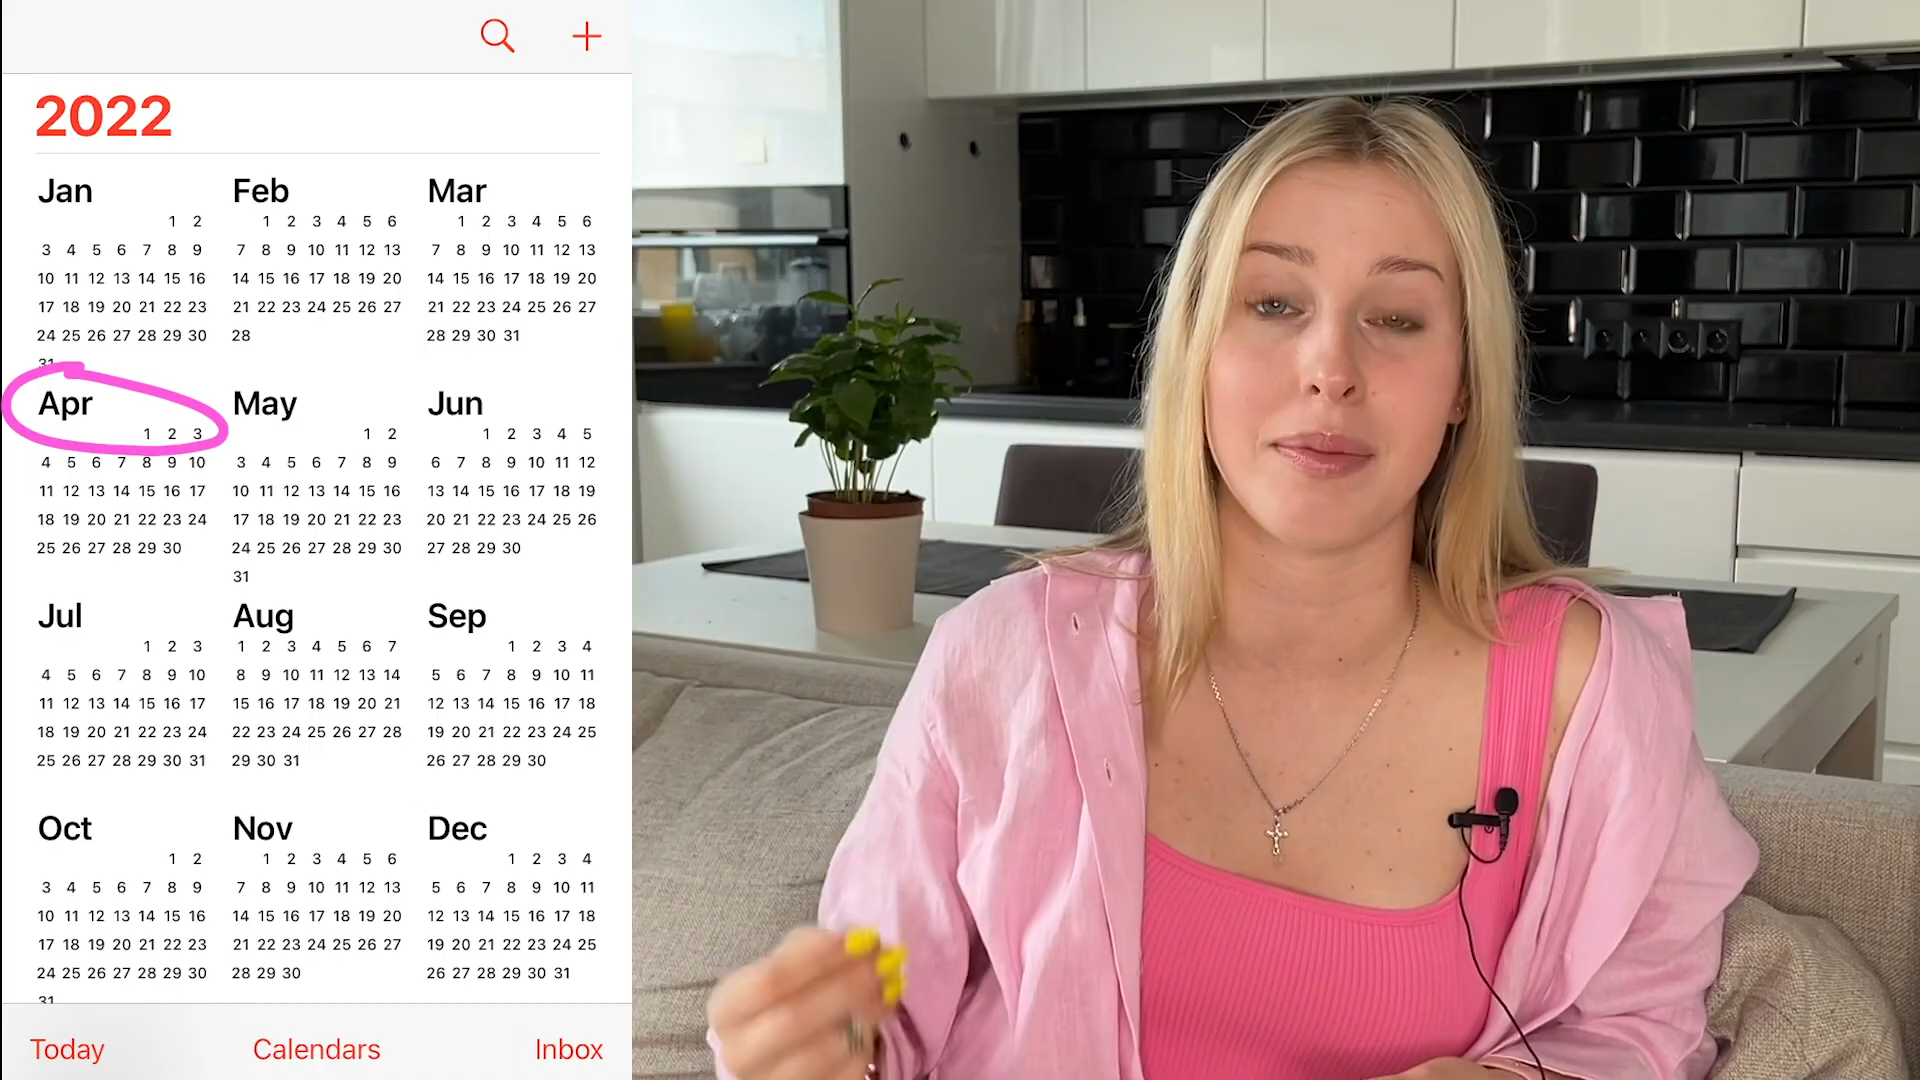 2022
Jan Feb Mar
1 2 1 2 3 4 5 6 1 2 3 4 5 6
3 4 5 6 7 8 9 7 8 9 10 11 12 13 7 8 9 10 11 12 13
10 11 12 13 14 15 16 14 15 16 17 18 19 20 14 15 16 17 18 19 20
17 18 19 20 21 22 23 21 22 23 24 25 26 27 21 22 23 24 25 26 27
24 25 26 27 28 29 30 28 28 29 30 31
31
Apr May Jun
1 2 3 1 2 1 2 3 4 5
4 5 6 7 8 9 10 3 4 5 6 7 8 9 6 7 8 9 10 11 12
11 12 13 14 15 16 17 10 11 12 13 14 15 16 13 14 15 16 17 18 19
18 19 20 21 22 23 24 17 18 19 20 21 22 23 20 21 22 23 24 25 26
25 26 27 28 29 30 24 25 26 27 28 29 30 27 28 29 30
31
Jul Aug Sep
1 2 3 1 2 3 4 5 6 7 1 2 3 4
4 5 6 7 8 9 10 8 9 10 11 12 13 14 5 6 7 8 9 10 11
11 12 13 14 15 16 17 15 16 17 18 19 20 21 12 13 14 15 16 17 18
18 19 20 21 22 23 24 22 23 24 25 26 27 28 19 20 21 22 23 24 25
25 26 27 28 29 30 31 29 30 31 26 27 28 29 30
Oct Nov Dec
1 2 1 2 3 4 5 6 1 2 3 4
3 4 5 6 7 8 9 7 8 9 10 11 12 13 5 6 7 8 9 10 11
10 11 12 13 14 15 16 14 15 16 17 18 19 20 12 13 14 15 16 17 18
17 18 19 20 21 22 23 21 22 23 24 25 26 27 19 20 21 22 23 24 25
24 25 26 27 28 29 30 28 29 30 26 27 28 29 30 31
31
Today Calendars Inbox